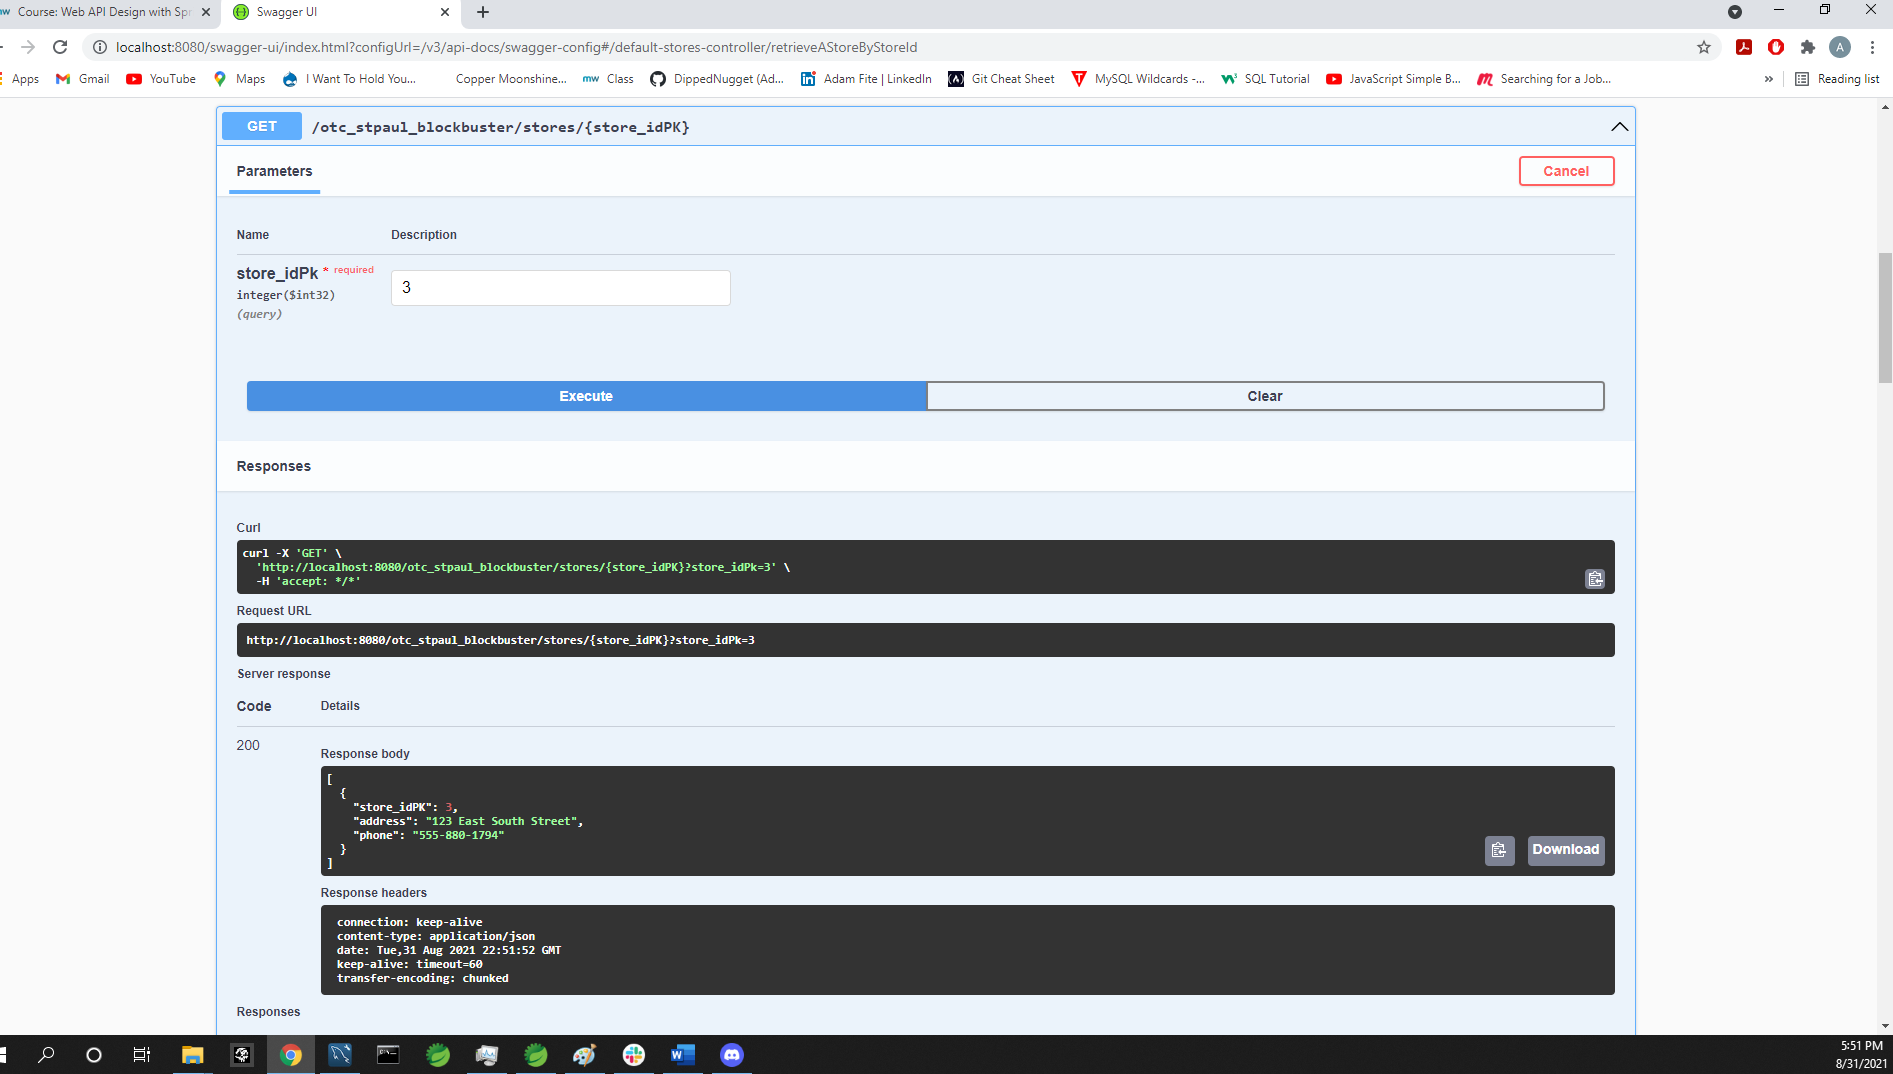 Course: Web API Design with Spr
Swagger UI
localhost:8080/swagger-ui/index.html?configUrl=/v3/api-docs/swagger-config#/default-stores-controller/retrieveAStoreByStoreId
Apps Gmail YouTube Maps I Want To Hold You... Copper Moonshine... mw Class DippedNugget (Ad... Adam Fite | LinkedIn Git Cheat Sheet MySQL Wildcards -... SQL Tutorial JavaScript Simple B... Searching for a Job... » Reading list
GET /otc_stpaul_blockbuster/stores/{store_idPK}
Parameters Cancel
Name Description
store_idPk * required
integer($int32)
(query)
3
Execute Clear
Responses
Curl
curl -X 'GET' \
'http://localhost:8080/otc_stpaul_blockbuster/stores/{store_idPK}?store_idPk=3' \
-H 'accept: */*'
Request URL
http://localhost:8080/otc_stpaul_blockbuster/stores/{store_idPK}?store_idPk=3
Server response
Code Details
200
Response body
[
{
"store_idPK": 3,
"address": "123 East South Street",
"phone": "555-880-1794"
}
]
Download
Response headers
connection: keep-alive
content-type: application/json
date: Tue,31 Aug 2021 22:51:52 GMT
keep-alive: timeout=60
transfer-encoding: chunked
Responses
5:51 PM
8/31/2021